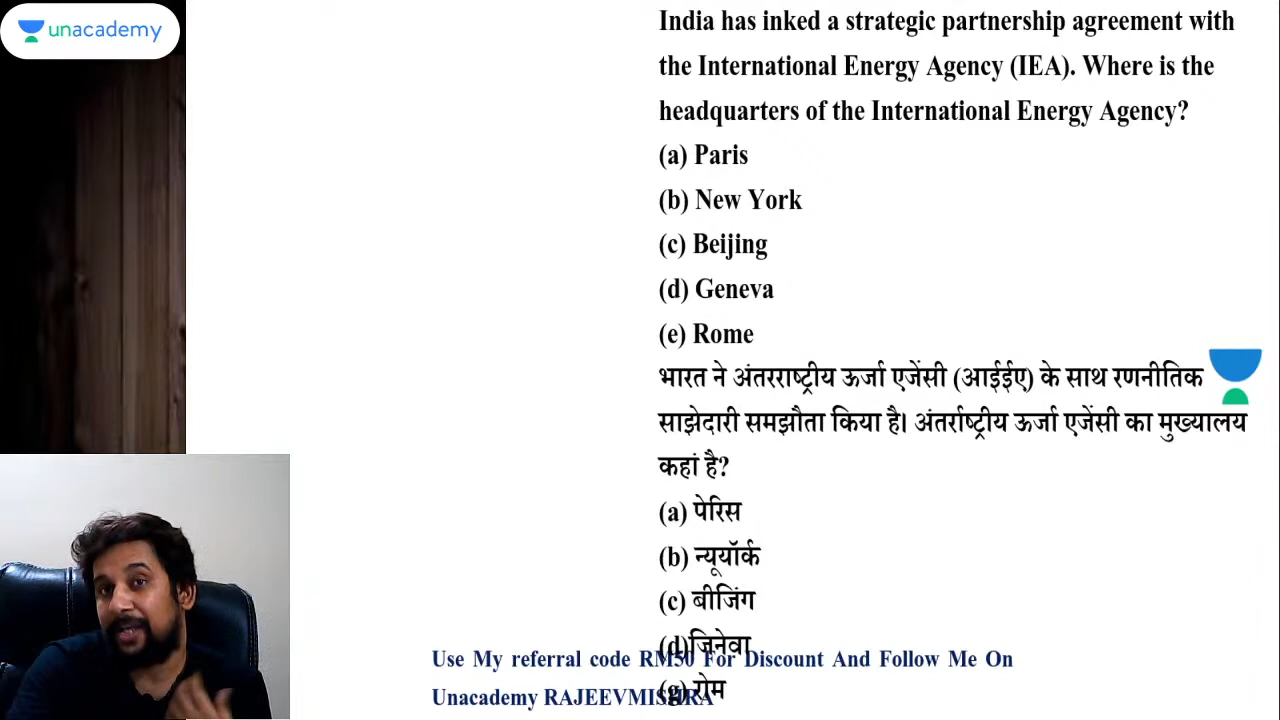 unacademy
India has inked a strategic partnership agreement with
the International Energy Agency (IEA). Where is the
headquarters of the International Energy Agency?
(a) Paris
(b) New York
(c) Beijing
(d) Geneva
(e) Rome
भारत ने अंतरराष्ट्रीय ऊर्जा एजेंसी (आईईए) के साथ रणनीतिक
साझेदारी समझौता किया है। अंतर्राष्ट्रीय ऊर्जा एजेंसी का मुख्यालय
कहां है?
(a) पेरिस
(b) न्यूयॉर्क
(c) बीजिंग
(d)जिनेवा
Use My referral code RM50 For Discount And Follow Me On
(g) रोम
Unacademy RAJEEVMISHRA